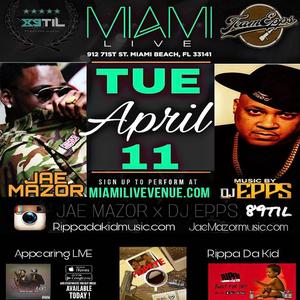 ★★★★★
89TIL
MIAMI
LIVE
Team Epps
912 71ST ST. MIAMI BEACH, FL 33141
TUE
April
11
JAE
MAZOR
MUSIC BY
DJ EPPS
SIGN UP TO PERFORM AT
MIAMILIVEVENUE.COM
JAE MAZOR x DJ EPPS 89TIL
Rippadakidmusic.com JaeMazormusic.com
Appearing LIVE
Rippa Da Kid
AVAILABLE
TODAY!